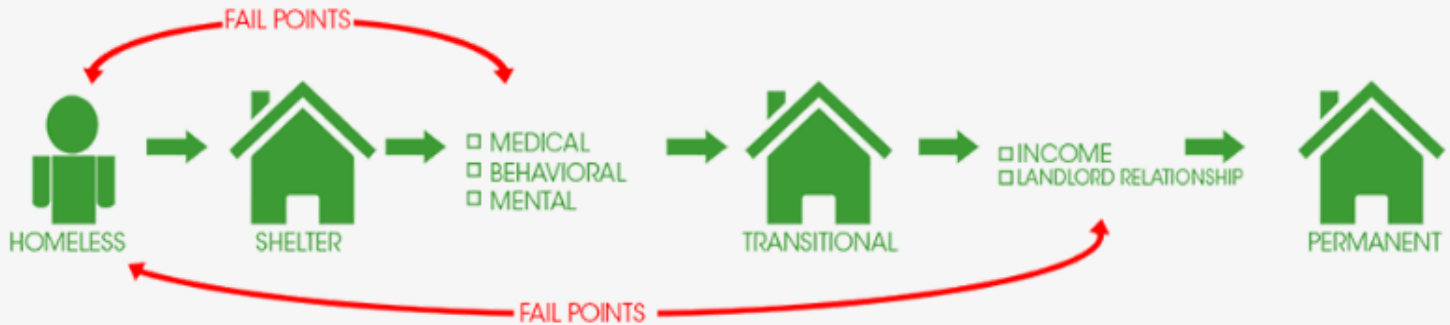 FAIL POINTS
☐ MEDICAL
☐ BEHAVIORAL
☐ MENTAL
☐ INCOME
☐ LANDLORD RELATIONSHIP
HOMELESS
SHELTER
TRANSITIONAL
PERMANENT
FAIL POINTS